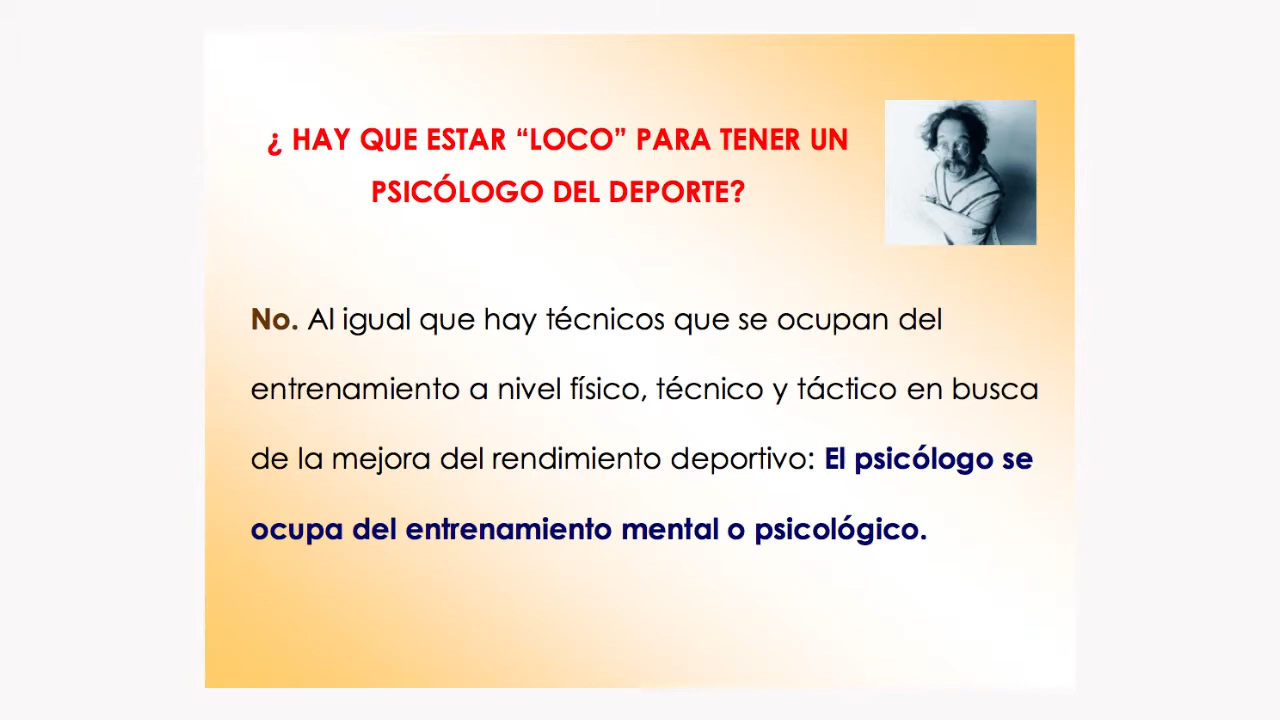 ¿ HAY QUE ESTAR “LOCO” PARA TENER UN
PSICÓLOGO DEL DEPORTE?
No. Al igual que hay técnicos que se ocupan del
entrenamiento a nivel físico, técnico y táctico en busca
de la mejora del rendimiento deportivo: El psicólogo se
ocupa del entrenamiento mental o psicológico.